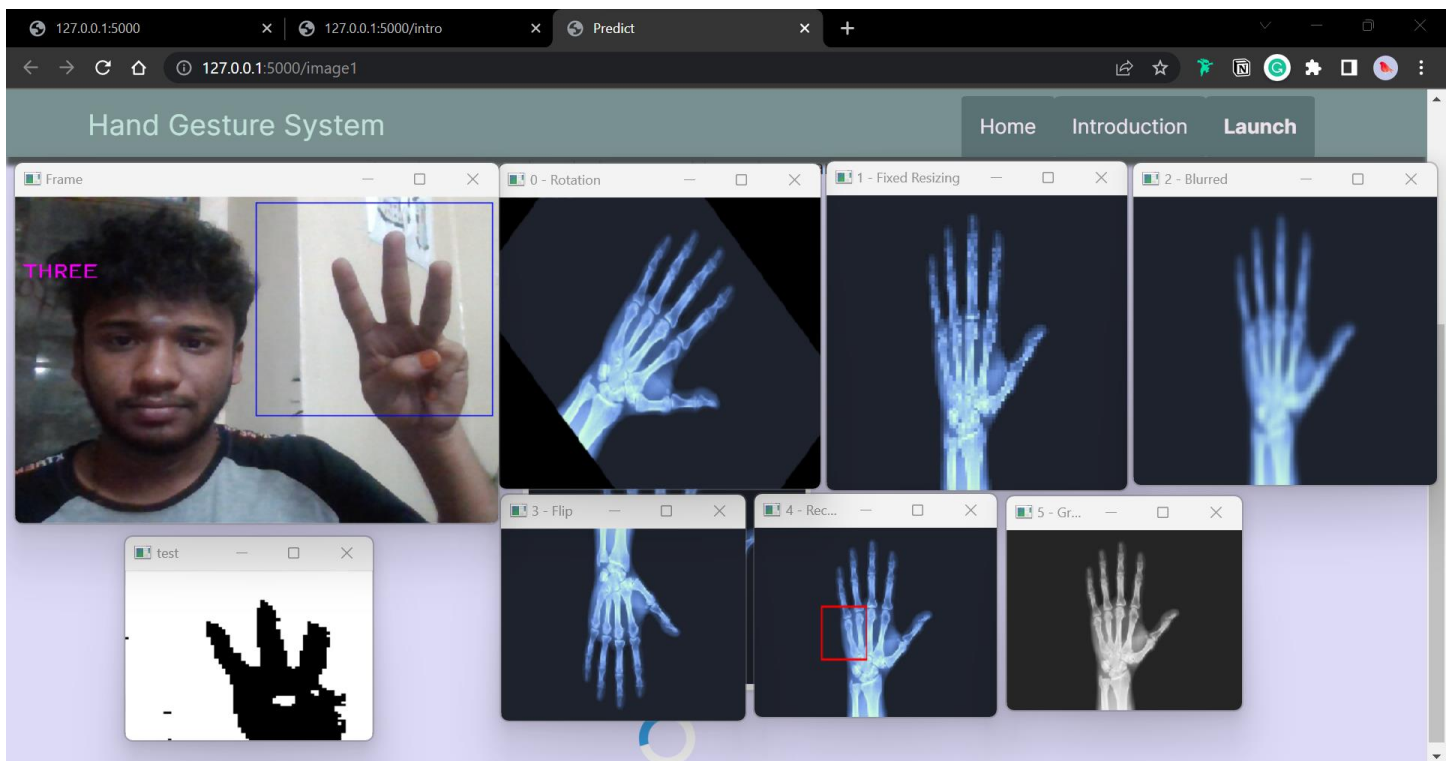 127.0.0.1:5000
127.0.0.1:5000/intro
Predict
127.0.0.1:5000/image1
Hand Gesture System
Home
Introduction
Launch
Frame
0 - Rotation
1 - Fixed Resizing
2 - Blurred
THREE
3 - Flip
4 - Rec...
5 - Gr...
test